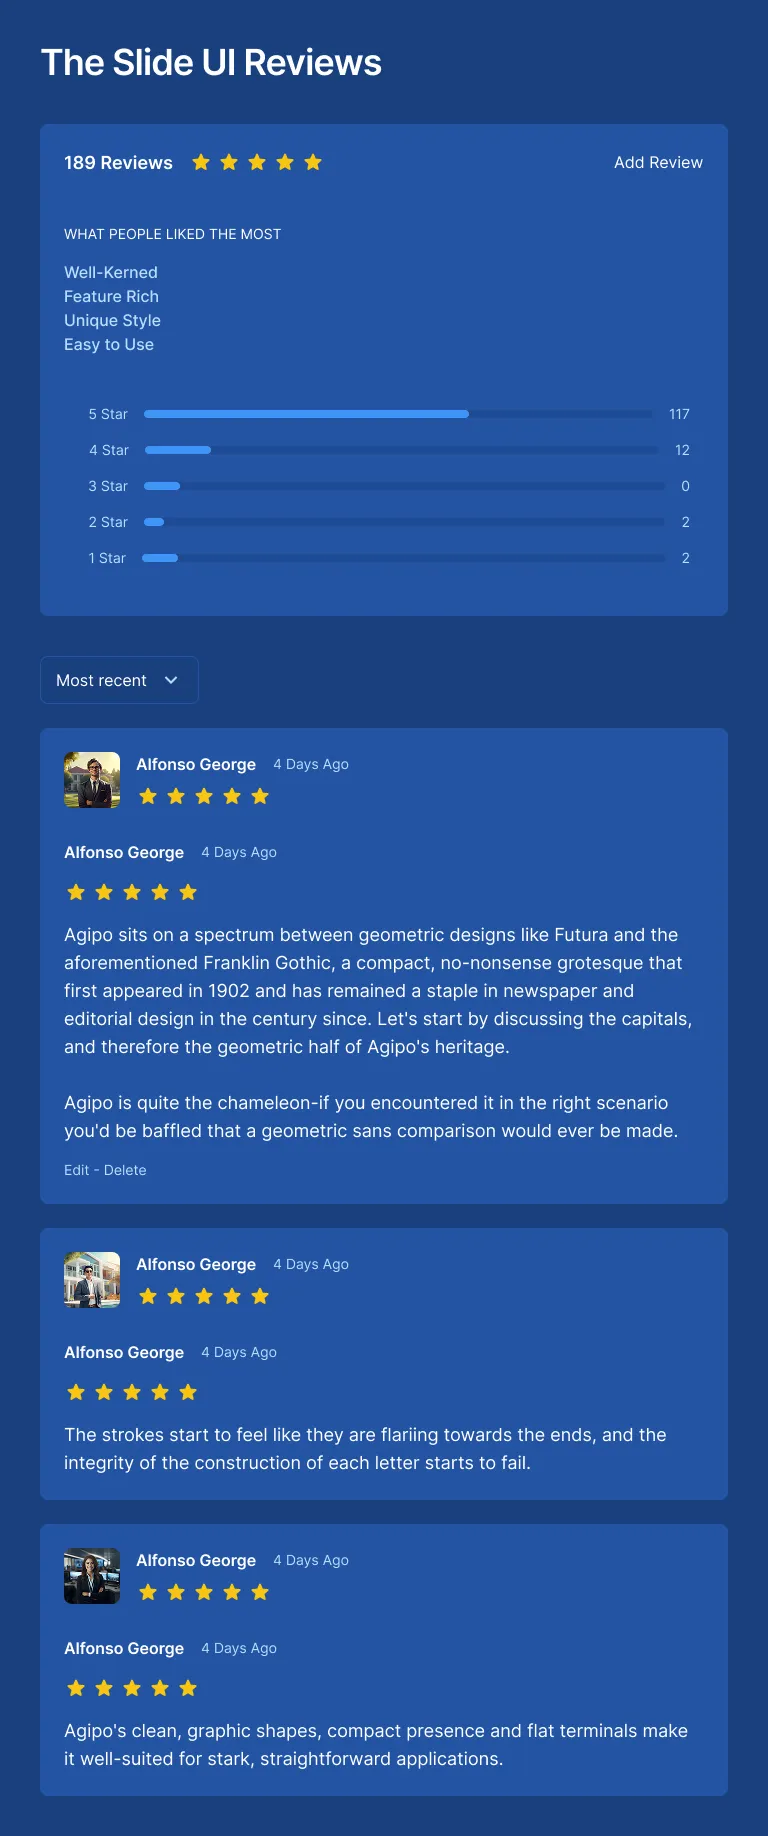 The Slide UI Reviews
189 Reviews
Add Review
WHAT PEOPLE LIKED THE MOST
Well-Kerned
Feature Rich
Unique Style
Easy to Use
5 Star 117
4 Star 12
3 Star 0
2 Star 2
1 Star 2
Most recent
Alfonso George 4 Days Ago
Alfonso George 4 Days Ago
Agipo sits on a spectrum between geometric designs like Futura and the
aforementioned Franklin Gothic, a compact, no-nonsense grotesque that
first appeared in 1902 and has remained a staple in newspaper and
editorial design in the century since. Let's start by discussing the capitals,
and therefore the geometric half of Agipo's heritage.
Agipo is quite the chameleon-if you encountered it in the right scenario
you'd be baffled that a geometric sans comparison would ever be made.
Edit - Delete
Alfonso George 4 Days Ago
Alfonso George 4 Days Ago
The strokes start to feel like they are flariing towards the ends, and the
integrity of the construction of each letter starts to fail.
Alfonso George 4 Days Ago
Alfonso George 4 Days Ago
Agipo's clean, graphic shapes, compact presence and flat terminals make
it well-suited for stark, straightforward applications.